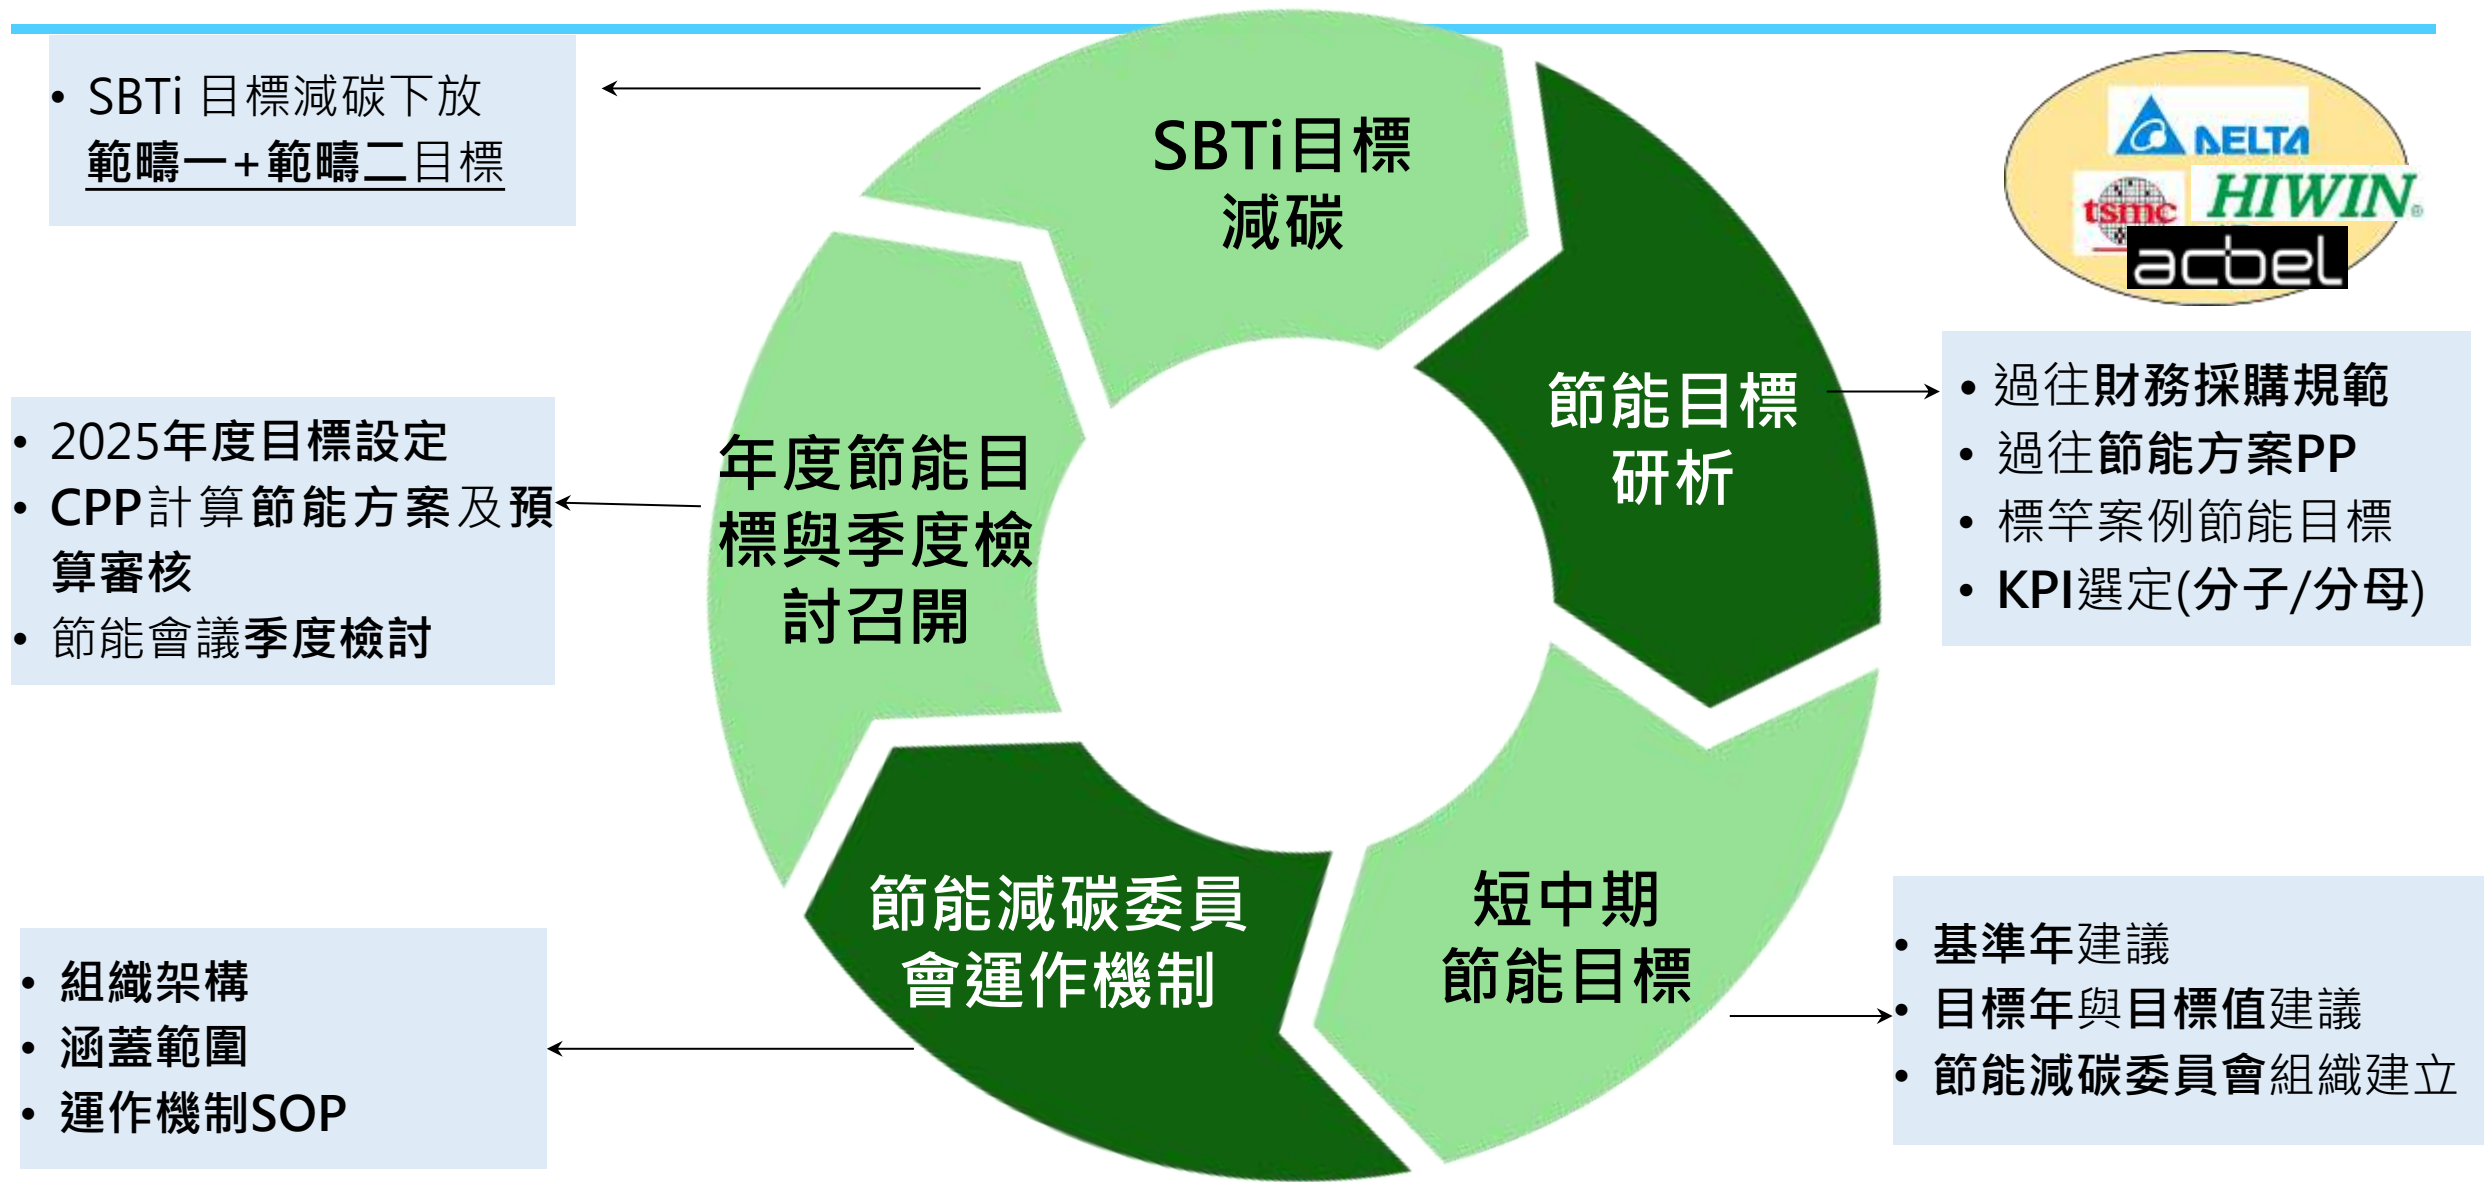 • SBTi 目標減碳下放
範疇一+範疇二目標
SBTi目標
減碳
DELTA
tsmc
HIWIN®
acbel
節能目標
研析
• 過往財務採購規範
• 過往節能方案PP
• 標竿案例節能目標
• KPI選定(分子/分母)
年度節能目
標與季度檢
討召開
• 2025年度目標設定
• CPP計算節能方案及預
算審核
• 節能會議季度檢討
短中期
節能目標
• 基準年建議
• 目標年與目標值建議
• 節能減碳委員會組織建立
節能減碳委員
會運作機制
• 組織架構
• 涵蓋範圍
• 運作機制SOP